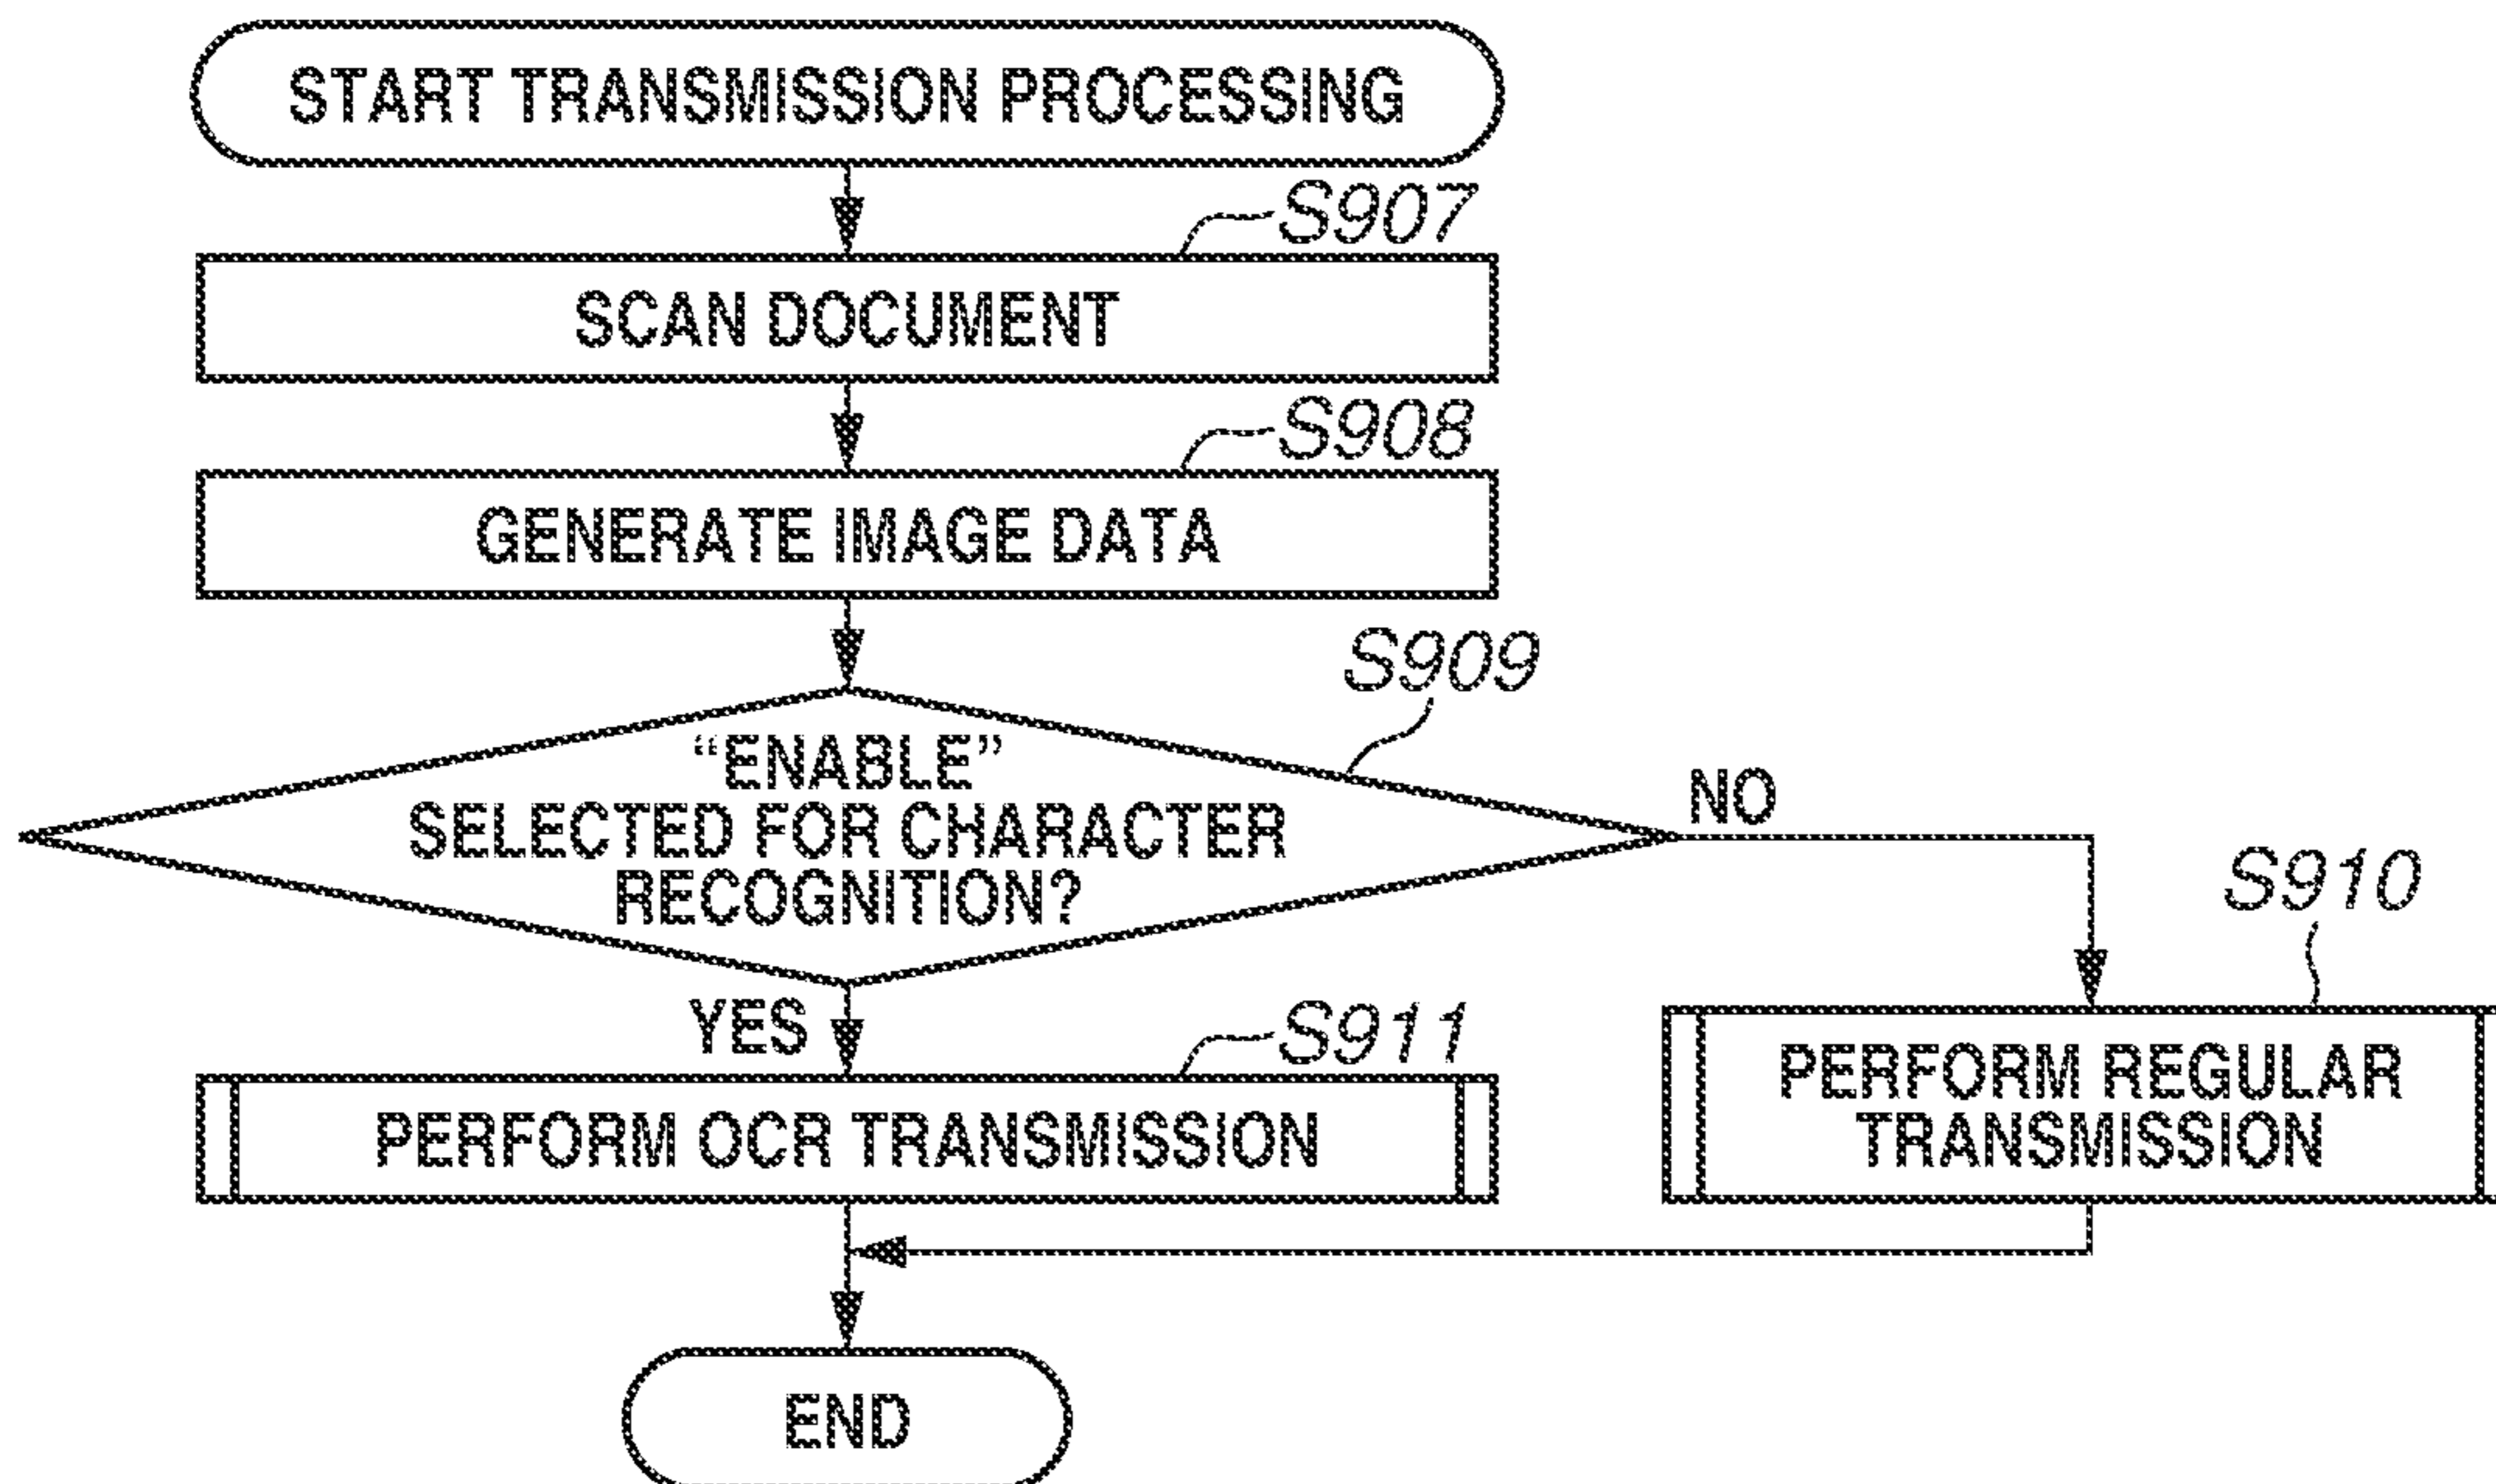 START TRANSMISSION PROCESSING
S907
SCAN DOCUMENT
S908
GENERATE IMAGE DATA
S909
“ENABLE”
SELECTED FOR CHARACTER
RECOGNITION?
NO
S910
YES
S911
PERFORM OCR TRANSMISSION
PERFORM REGULAR
TRANSMISSION
END